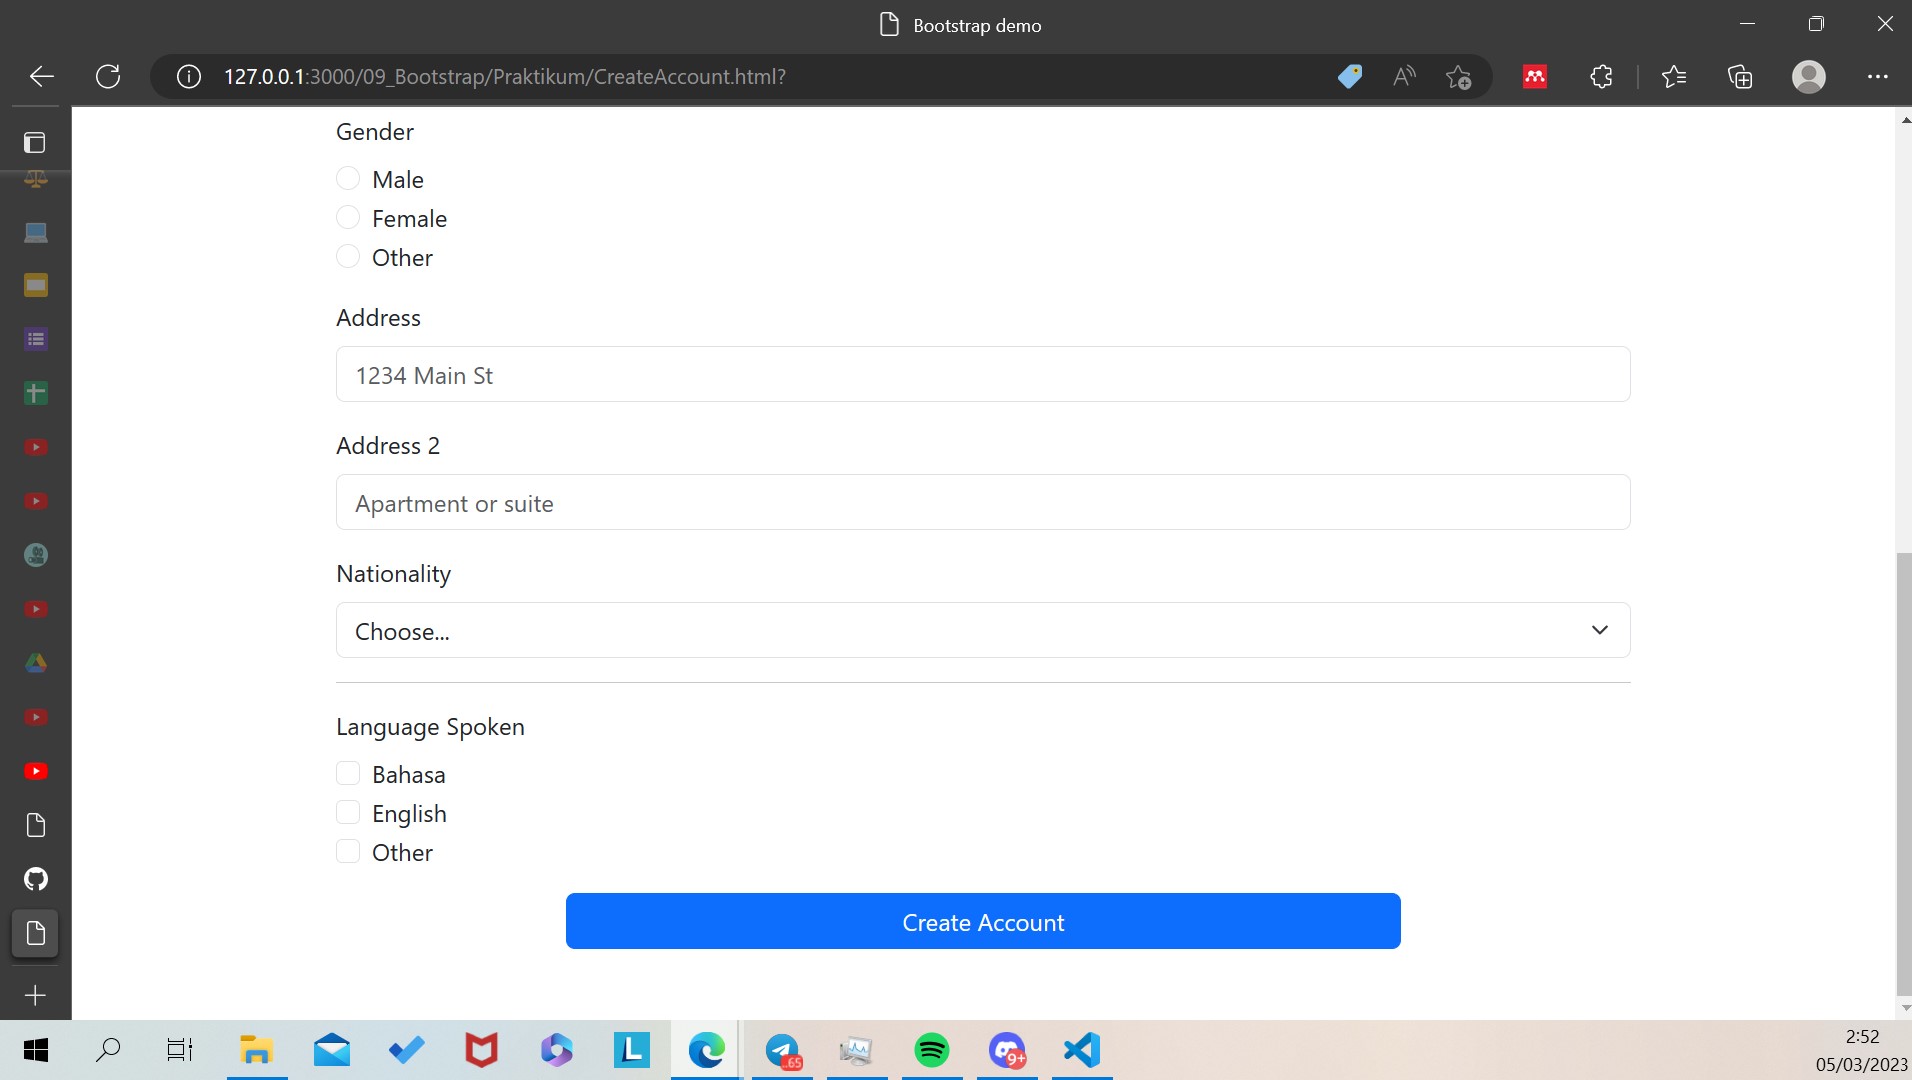 Bootstrap demo
127.0.0.1:3000/09_Bootstrap/Praktikum/CreateAccount.html?
Gender
Male
Female
Other
Address
1234 Main St
Address 2
Apartment or suite
Nationality
Choose...
Language Spoken
Bahasa
English
Other
Create Account
L
..65
9+
2:52
05/03/2023